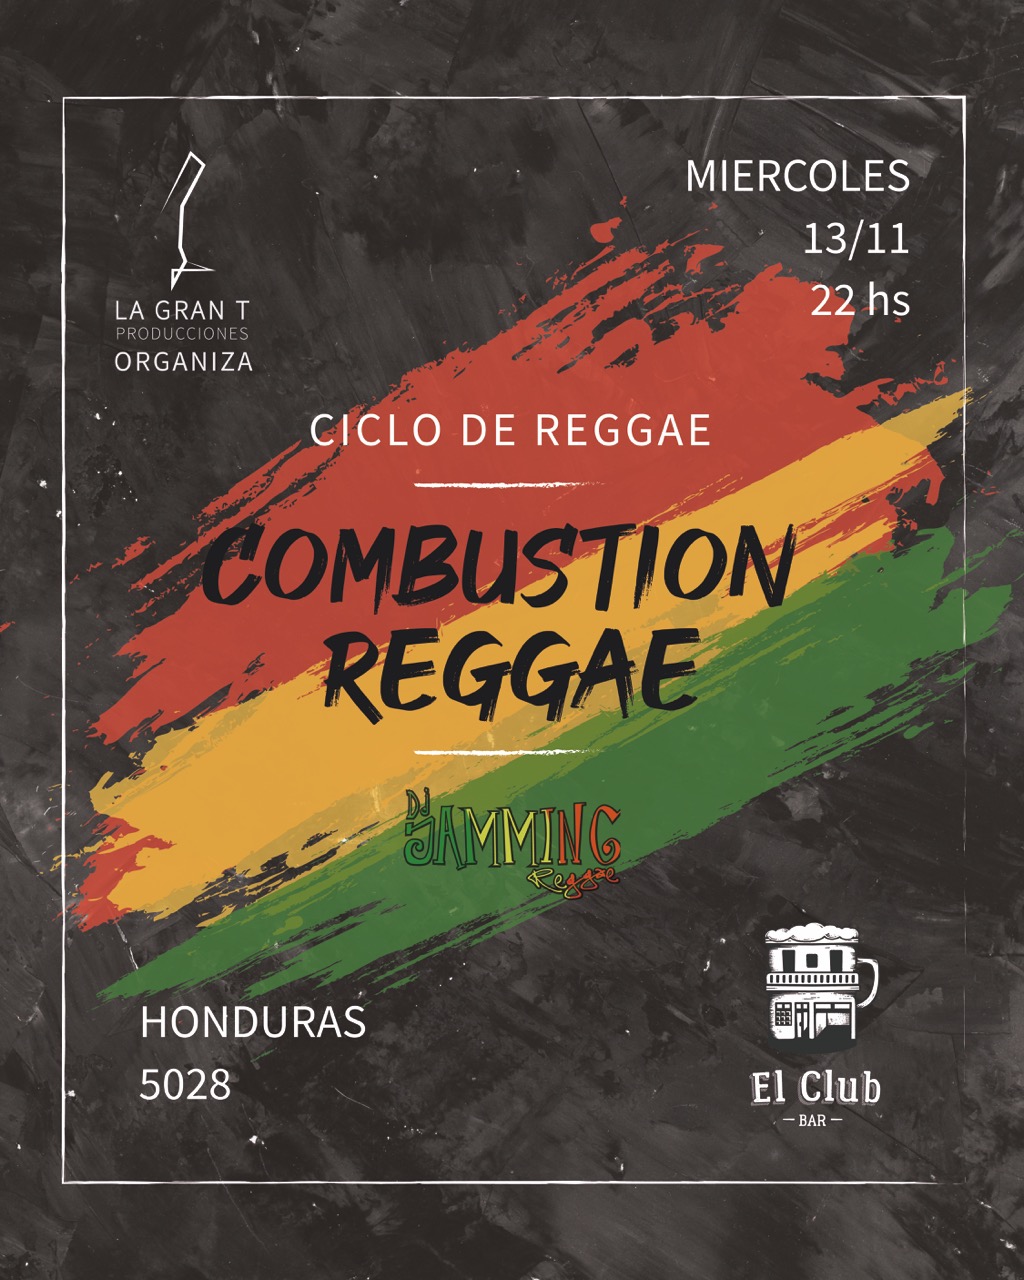 LA GRAN T
PRODUCCIONES
ORGANIZA
MIERCOLES
13/11
22 hs
CICLO DE REGGAE
COMBUSTION
REGGAE
Dj
JAMMING
Reggae
HONDURAS
5028
El Club
BAR